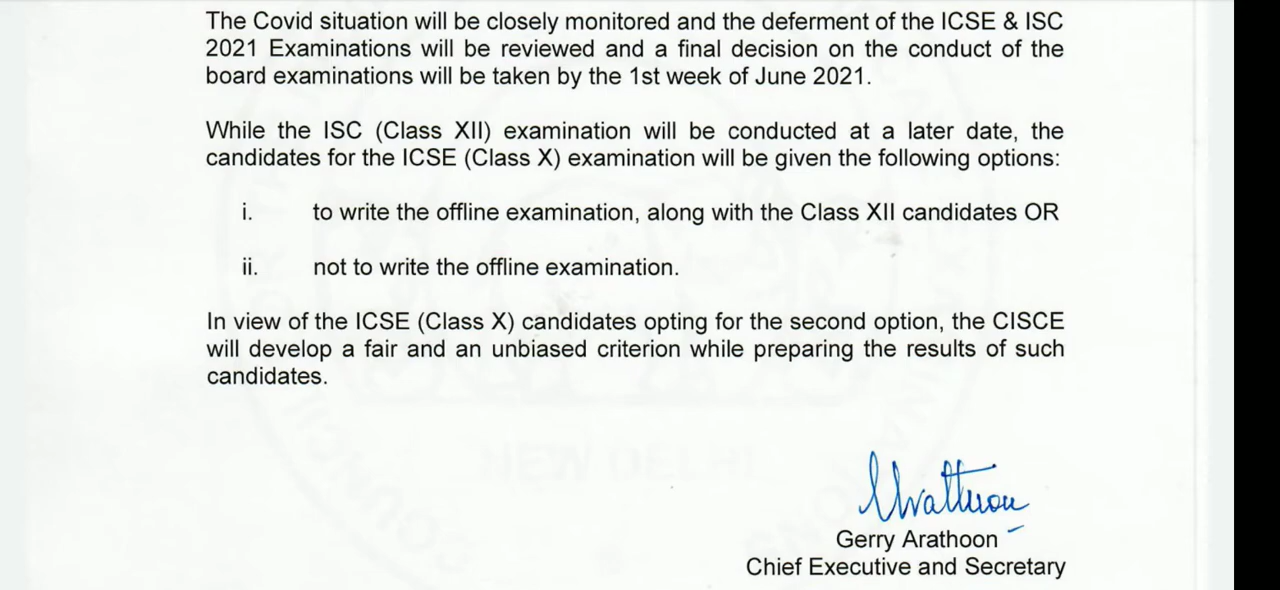 The Covid situation will be closely monitored and the deferment of the ICSE & ISC
2021 Examinations will be reviewed and a final decision on the conduct of the
board examinations will be taken by the 1st week of June 2021.
While the ISC (Class XII) examination will be conducted at a later date, the
candidates for the ICSE (Class X) examination will be given the following options:
i. to write the offline examination, along with the Class XII candidates OR
ii. not to write the offline examination.
In view of the ICSE (Class X) candidates opting for the second option, the CISCE
will develop a fair and an unbiased criterion while preparing the results of such
candidates.
NEW DELHI
Gerry Arathoon
Chief Executive and Secretary